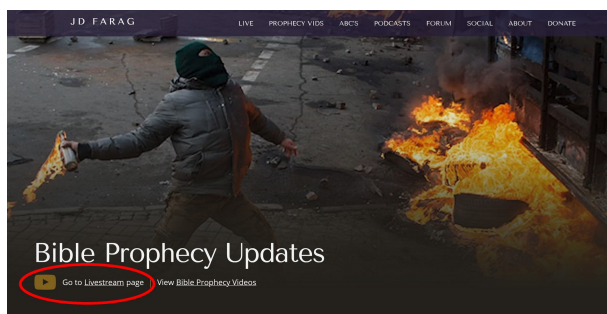 JD FARAG LIVE PROPHECY VIDS ABC'S PODCASTS FORUM SOCIAL ABOUT DONATE
Bible Prophecy Updates
Go to Livestream page | View Bible Prophecy Videos